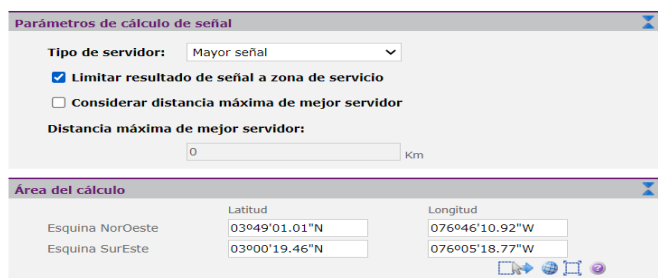 Parámetros de cálculo de señal
Tipo de servidor: Mayor señal
Limitar resultado de señal a zona de servicio
Considerar distancia máxima de mejor servidor
Distancia máxima de mejor servidor:
0 Km
Área del cálculo
Latitud Longitud
Esquina NorOeste 03º49'01.01"N 076º46'10.92"W
Esquina SurEste 03º00'19.46"N 076º05'18.77"W